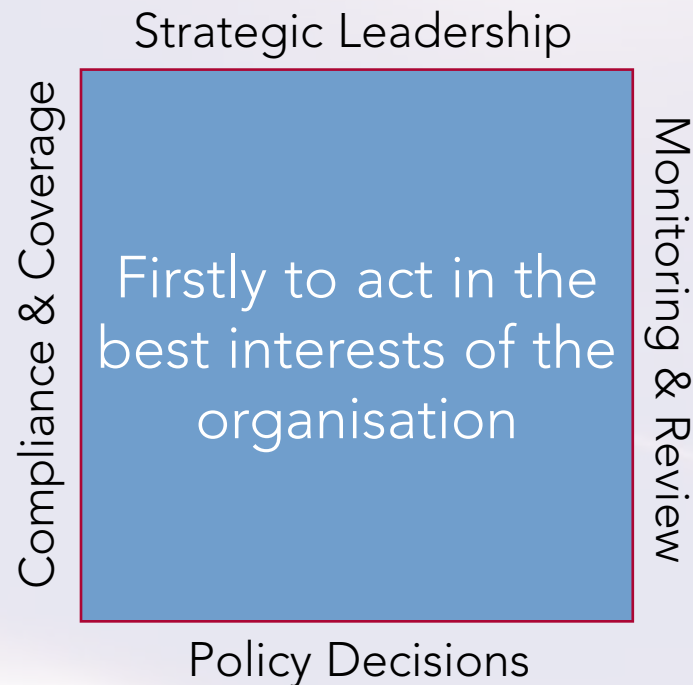 Strategic Leadership
Compliance & Coverage
Firstly to act in the
best interests of the
organisation
Monitoring & Review
Policy Decisions